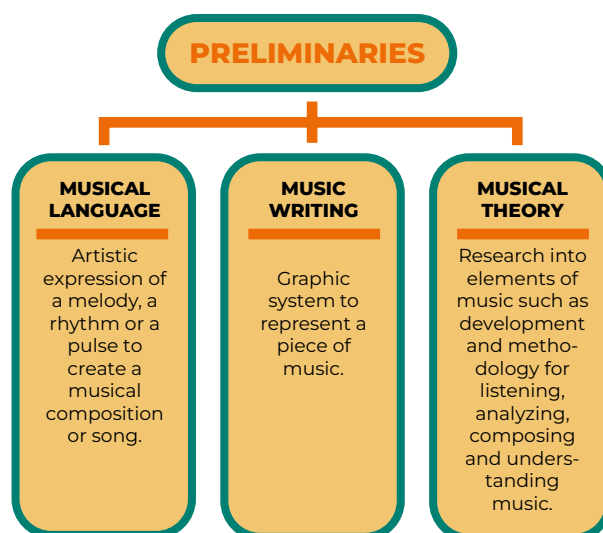 PRELIMINARIES
MUSICAL
LANGUAGE
Artistic
expression of
a melody, a
rhythm or a
pulse to
create a
musical
composition
or song.
MUSIC
WRITING
Graphic
system to
represent a
piece of
music.
MUSICAL
THEORY
Research into
elements of
music such as
development
and metho-
dology for
listening,
analyzing,
composing
and unders-
tanding
music.